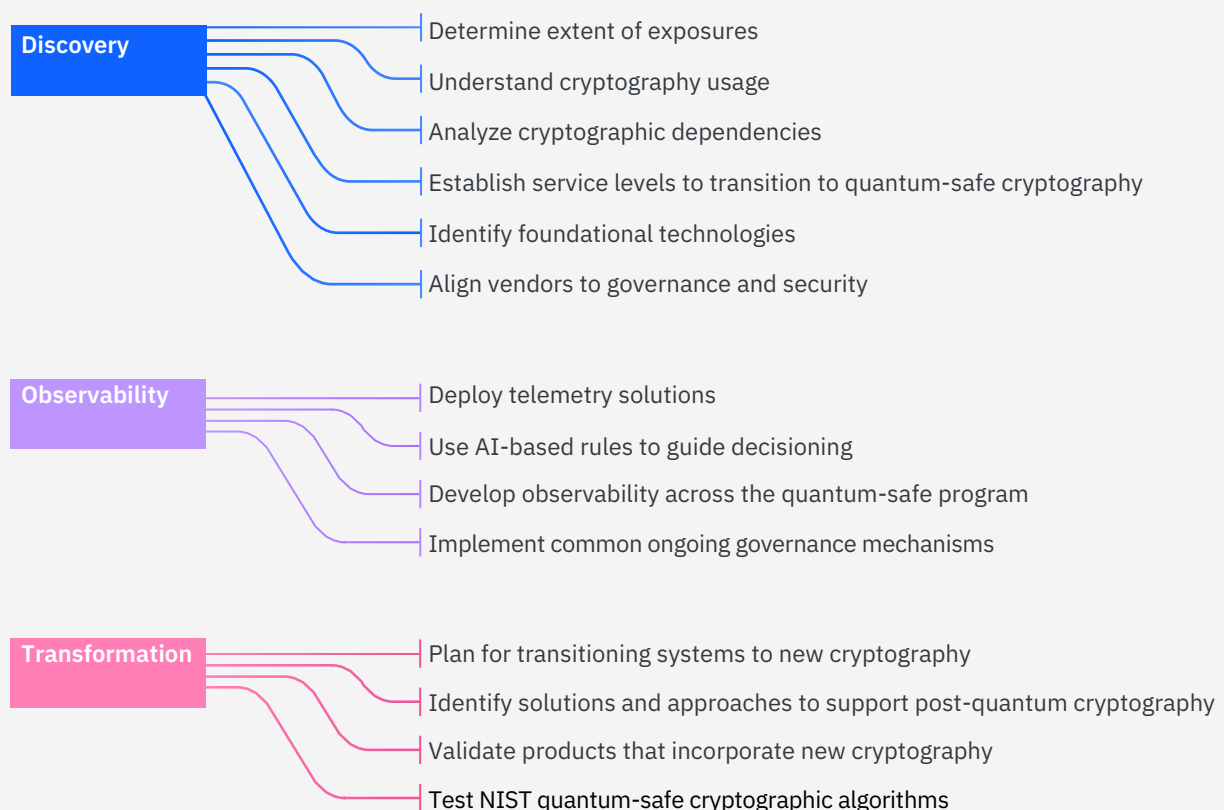 Discovery
Determine extent of exposures
Understand cryptography usage
Analyze cryptographic dependencies
Establish service levels to transition to quantum-safe cryptography
Identify foundational technologies
Align vendors to governance and security
Observability
Deploy telemetry solutions
Use AI-based rules to guide decisioning
Develop observability across the quantum-safe program
Implement common ongoing governance mechanisms
Transformation
Plan for transitioning systems to new cryptography
Identify solutions and approaches to support post-quantum cryptography
Validate products that incorporate new cryptography
Test NIST quantum-safe cryptographic algorithms